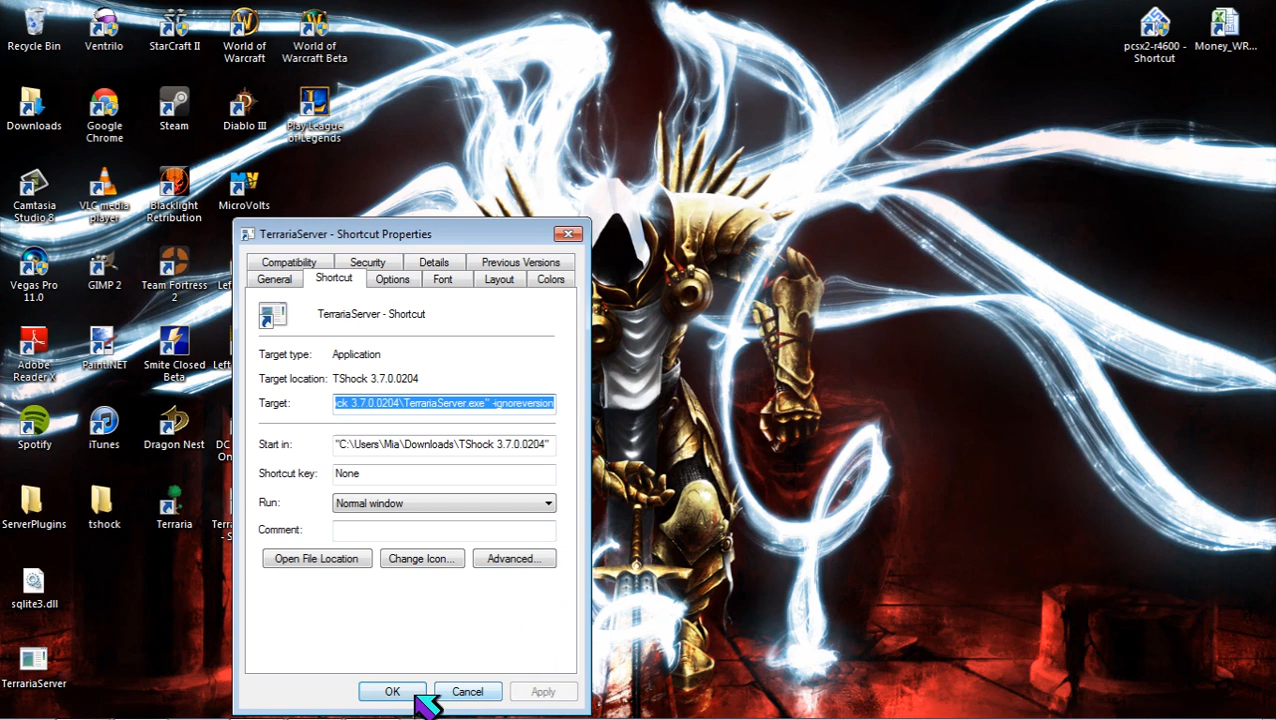 Recycle Bin
Ventrilo
StarCraft II
World of
Warcraft
World of
Warcraft Beta
pcsx2-r4600 -
Shortcut
Money_WR...
Downloads
Google
Chrome
Steam
Diablo III
Play League
of Legends
Camtasia
Studio 8
VLC media
player
Blacklight
Retribution
MicroVolts
Vegas Pro
11.0
GIMP 2
Team Fortress
2
Left
Adobe
Reader X
Paint.NET
Smite Closed
Beta
Left
Spotify
iTunes
Dragon Nest
DC
On
ServerPlugins
tshock
Terraria
Terra
- S
sqlite3.dll
TerrariaServer
TerrariaServer - Shortcut Properties
Compatibility
Security
Details
Previous Versions
General
Shortcut
Options
Font
Layout
Colors
TerrariaServer - Shortcut
Target type: Application
Target location: TShock 3.7.0.0204
Target: ck 3.7.0.0204\TerrariaServer.exe" -ignoreversion
Start in: "C:\Users\Mia\Downloads\TShock 3.7.0.0204"
Shortcut key: None
Run: Normal window
Comment:
Open File Location
Change Icon...
Advanced...
OK
Cancel
Apply